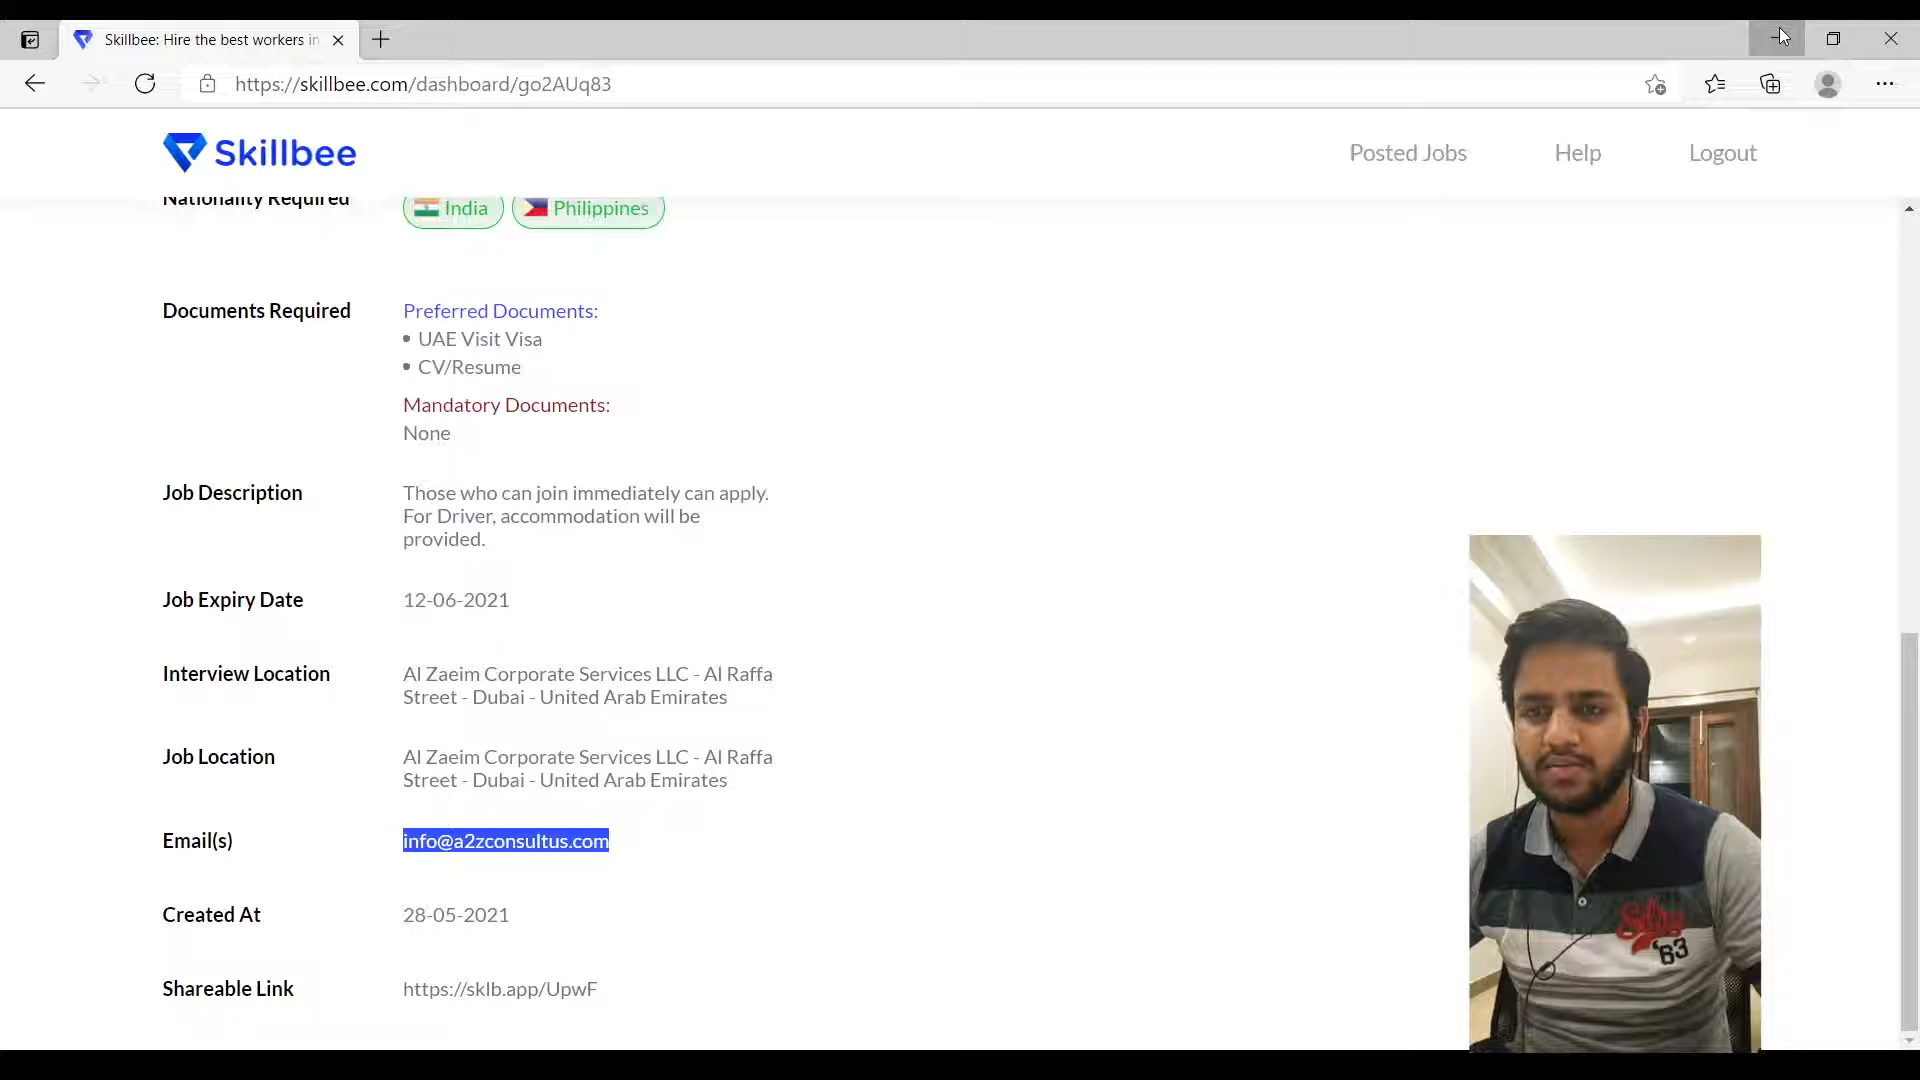 Skillbee: Hire the best workers in
https://skillbee.com/dashboard/go2AUq83
Skillbee
Posted Jobs
Help
Logout
Nationality Required
India
Philippines
Documents Required
Preferred Documents:
• UAE Visit Visa
• CV/Resume
Mandatory Documents:
None
Job Description
Those who can join immediately can apply.
For Driver, accommodation will be
provided.
Job Expiry Date
12-06-2021
Interview Location
Al Zaeim Corporate Services LLC - Al Raffa
Street - Dubai - United Arab Emirates
Job Location
Al Zaeim Corporate Services LLC - Al Raffa
Street - Dubai - United Arab Emirates
Email(s)
info@a2zconsultus.com
Created At
28-05-2021
Shareable Link
https://sklb.app/UpwF
'63